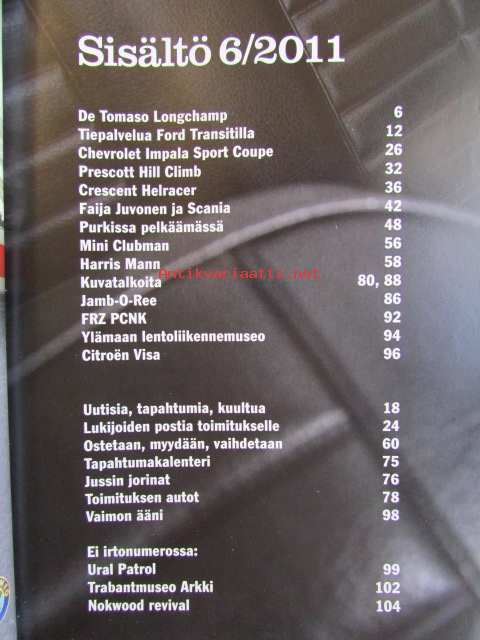 Sisältö 6/2011
De Tomaso Longchamp 6
Tiepalvelua Ford Transitilla 12
Chevrolet Impala Sport Coupe 26
Prescott Hill Climb 32
Crescent Helracer 36
Faija Juvonen ja Scania 42
Purkissa pelkäämässä 48
Mini Clubman 56
Harris Mann 58
Antikvariaatti.net
Kuvatalkoita 80, 88
Jamb-O-Ree 86
FRZ PCNK 92
Ylämaan lentoliikennemuseo 94
Citroën Visa 96
Uutisia, tapahtumia, kuultua 18
Lukijoiden postia toimitukselle 24
Ostetaan, myydään, vaihdetaan 60
Tapahtumakalenteri 75
Jussin jorinat 76
Toimituksen autot 78
Vaimon ääni 98
Ei irtonumerossa:
Ural Patrol 99
Trabantmuseo Arkki 102
Nokwood revival 104